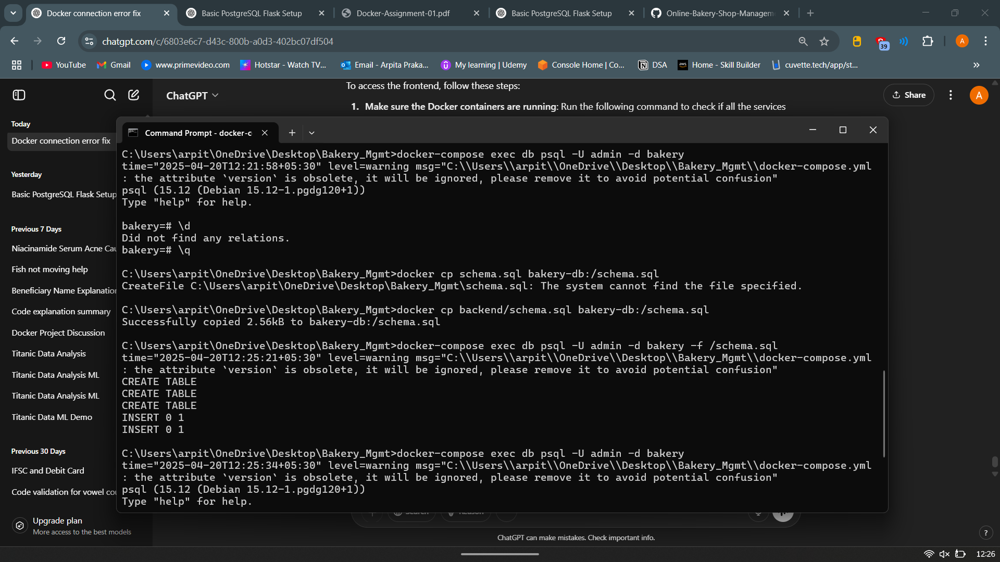 Docker connection error fix
Basic PostgreSQL Flask Setup
Docker-Assignment-01.pdf
Basic PostgreSQL Flask Setup
Online-Bakery-Shop-Managem
chatgpt.com/c/6803e6c7-d43c-800b-a0d3-402bc07df504
39
A
YouTube
Gmail
www.primevideo.com
Hotstar - Watch TV...
Email - Arpita Praka...
My learning | Udemy
Console Home | Co...
DSA
aws
Home - Skill Builder
cuvette.tech/app/st...
ChatGPT
To access the frontend, follow these steps:
Share
A
1. Make sure the Docker containers are running: Run the following command to check if all the services
Today
Docker connection error fix
Yesterday
Basic PostgreSQL Flask Setup
Previous 7 Days
Niacinamide Serum Acne Cau
Fish not moving help
Beneficiary Name Explanation
Code explanation summary
Docker Project Discussion
Titanic Data Analysis
Titanic Data Analysis ML
Titanic Data Analysis ML
Titanic Data ML Demo
Previous 30 Days
IFSC and Debit Card
Code validation for vowel cou
Upgrade plan
More access to the best models
Command Prompt - docker-c
C:\Users\arpit\OneDrive\Desktop\Bakery_Mgmt>docker-compose exec db psql -U admin -d bakery
time="2025-04-20T12:21:58+05:30" level=warning msg="C:\\Users\\arpit\\OneDrive\\Desktop\\Bakery_Mgmt\\docker-compose.yml
: the attribute `version` is obsolete, it will be ignored, please remove it to avoid potential confusion"
psql (15.12 (Debian 15.12-1.pgdg120+1))
Type "help" for help.
bakery=# \d
Did not find any relations.
bakery=# \q
C:\Users\arpit\OneDrive\Desktop\Bakery_Mgmt>docker cp schema.sql bakery-db:/schema.sql
CreateFile C:\Users\arpit\OneDrive\Desktop\Bakery_Mgmt\schema.sql: The system cannot find the file specified.
C:\Users\arpit\OneDrive\Desktop\Bakery_Mgmt>docker cp backend/schema.sql bakery-db:/schema.sql
Successfully copied 2.56kB to bakery-db:/schema.sql
C:\Users\arpit\OneDrive\Desktop\Bakery_Mgmt>docker-compose exec db psql -U admin -d bakery -f /schema.sql
time="2025-04-20T12:25:21+05:30" level=warning msg="C:\\Users\\arpit\\OneDrive\\Desktop\\Bakery_Mgmt\\docker-compose.yml
: the attribute `version` is obsolete, it will be ignored, please remove it to avoid potential confusion"
CREATE TABLE
CREATE TABLE
CREATE TABLE
INSERT 0 1
INSERT 0 1
C:\Users\arpit\OneDrive\Desktop\Bakery_Mgmt>docker-compose exec db psql -U admin -d bakery
time="2025-04-20T12:25:34+05:30" level=warning msg="C:\\Users\\arpit\\OneDrive\\Desktop\\Bakery_Mgmt\\docker-compose.yml
: the attribute `version` is obsolete, it will be ignored, please remove it to avoid potential confusion"
psql (15.12 (Debian 15.12-1.pgdg120+1))
Type "help" for help.
Search
Reason
ChatGPT can make mistakes. Check important info.
?
12:26